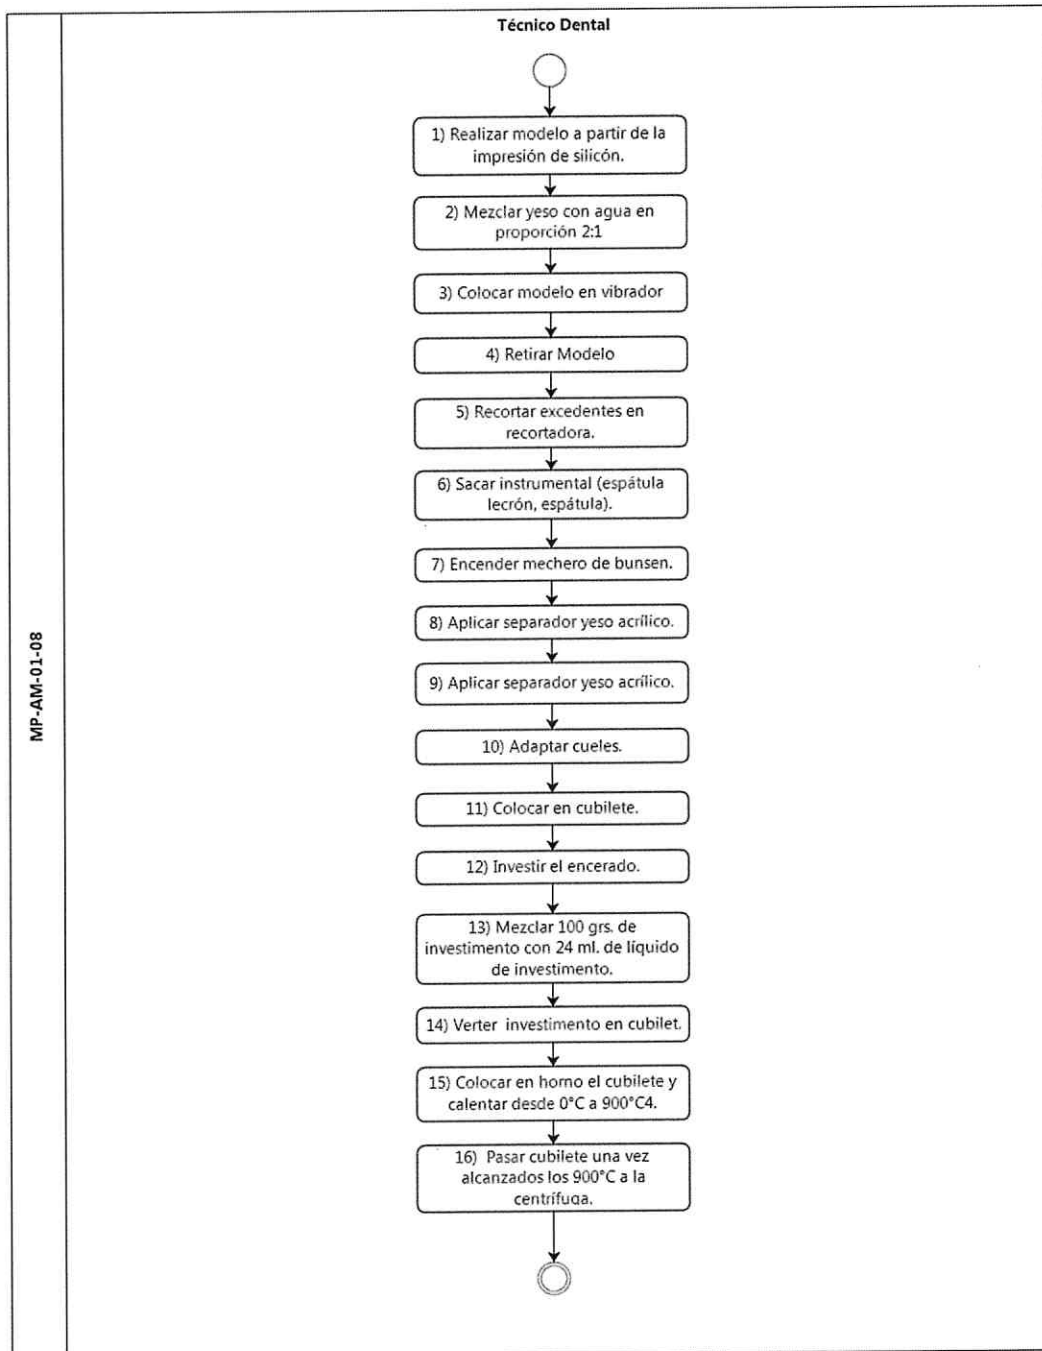 Técnico Dental
1) Realizar modelo a partir de la
impresión de silicón.
2) Mezclar yeso con agua en
proporción 2:1
3) Colocar modelo en vibrador
4) Retirar Modelo
5) Recortar excedentes en
recortadora.
6) Sacar instrumental (espátula
lecrón, espátula).
7) Encender mechero de bunsen.
8) Aplicar separador yeso acrílico.
9) Aplicar separador yeso acrílico.
10) Adaptar cueles.
11) Colocar en cubilete.
12) Investir el encerado.
13) Mezclar 100 grs. de
investimento con 24 ml. de líquido
de investimento.
14) Verter investimento en cubilet.
15) Colocar en horno el cubilete y
calentar desde 0°C a 900°C4.
16) Pasar cubilete una vez
alcanzados los 900°C a la
centrífuga.
MP-AM-01-08